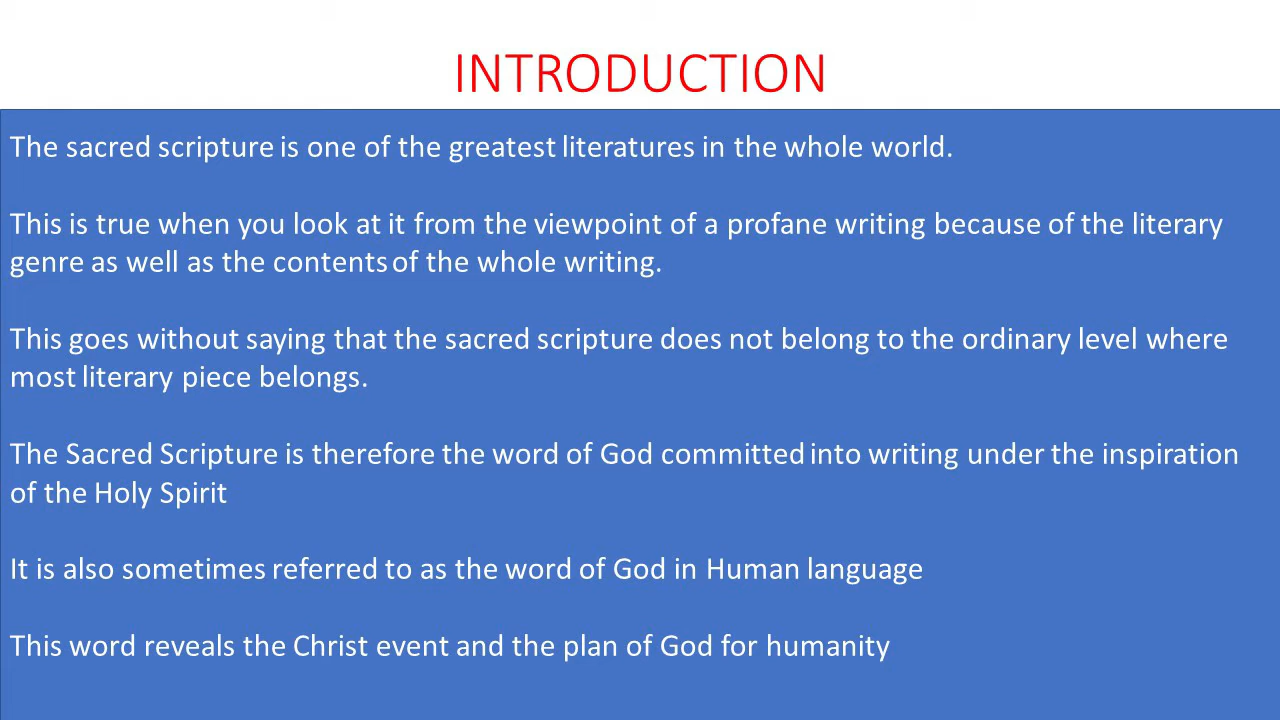 INTRODUCTION
The sacred scripture is one of the greatest literatures in the whole world.
This is true when you look at it from the viewpoint of a profane writing because of the literary
genre as well as the contents of the whole writing.
This goes without saying that the sacred scripture does not belong to the ordinary level where
most literary piece belongs.
The Sacred Scripture is therefore the word of God committed into writing under the inspiration
of the Holy Spirit
It is also sometimes referred to as the word of God in Human language
This word reveals the Christ event and the plan of God for humanity